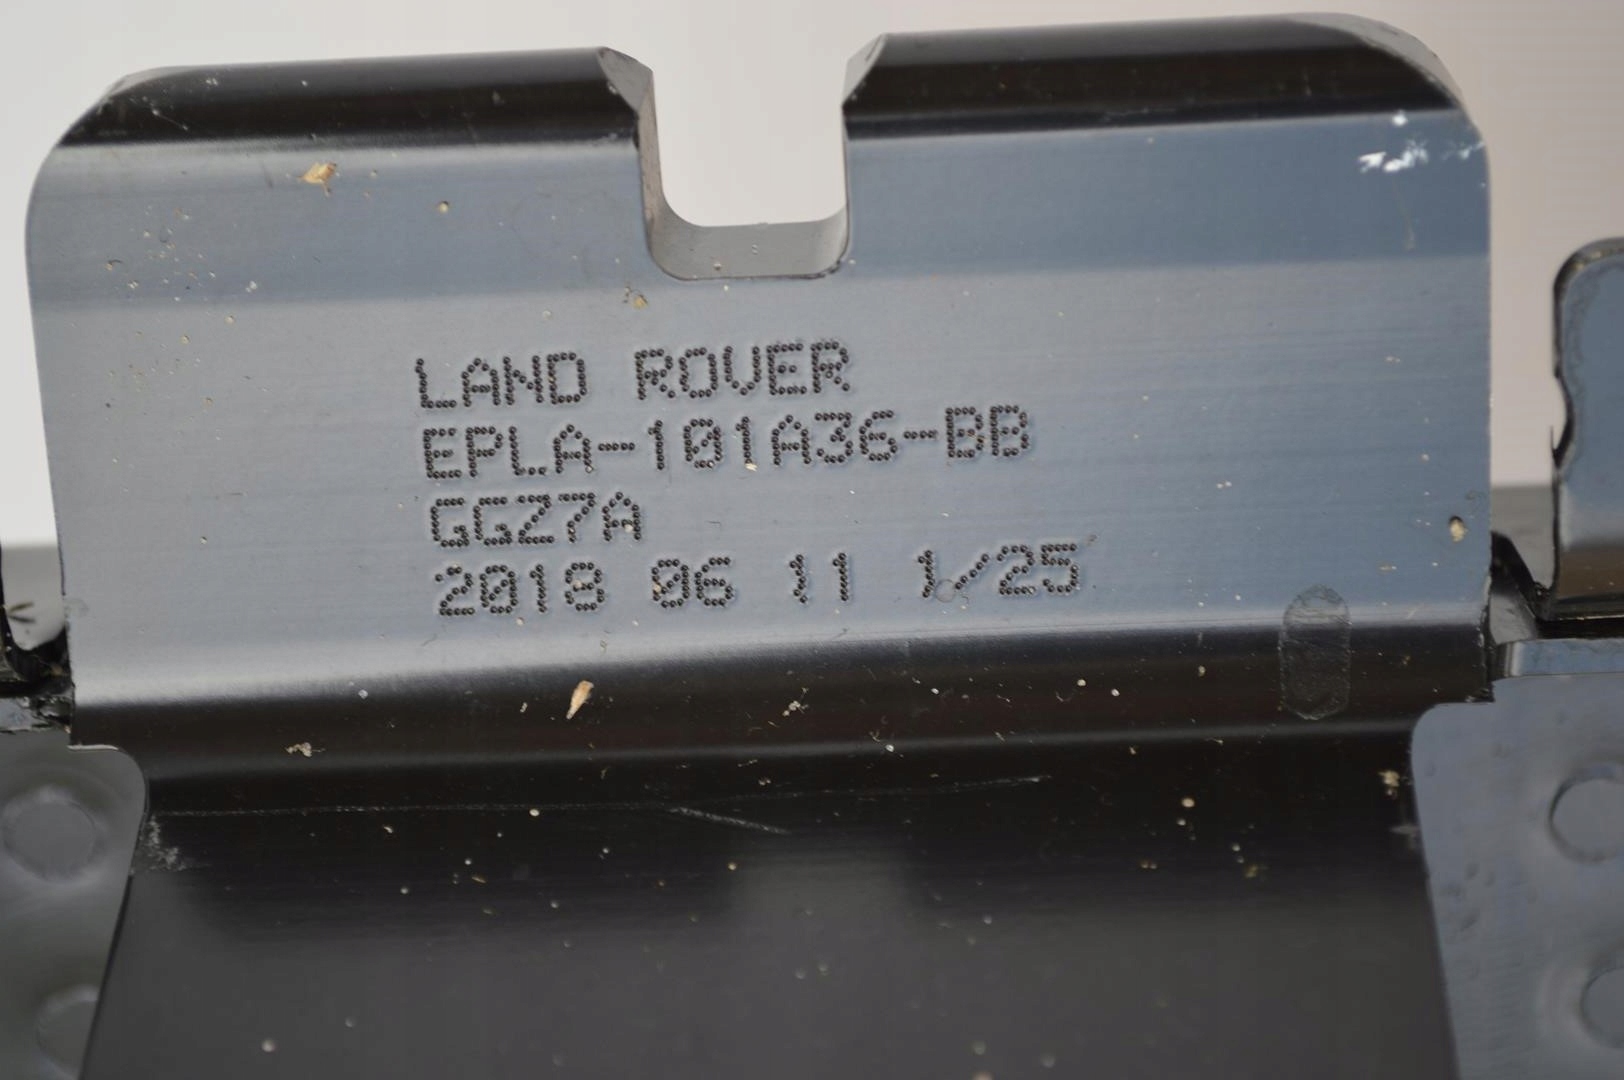 LAND ROVER
EPLA-101A36-BB
GGZ7A
2018 06 11 1/25